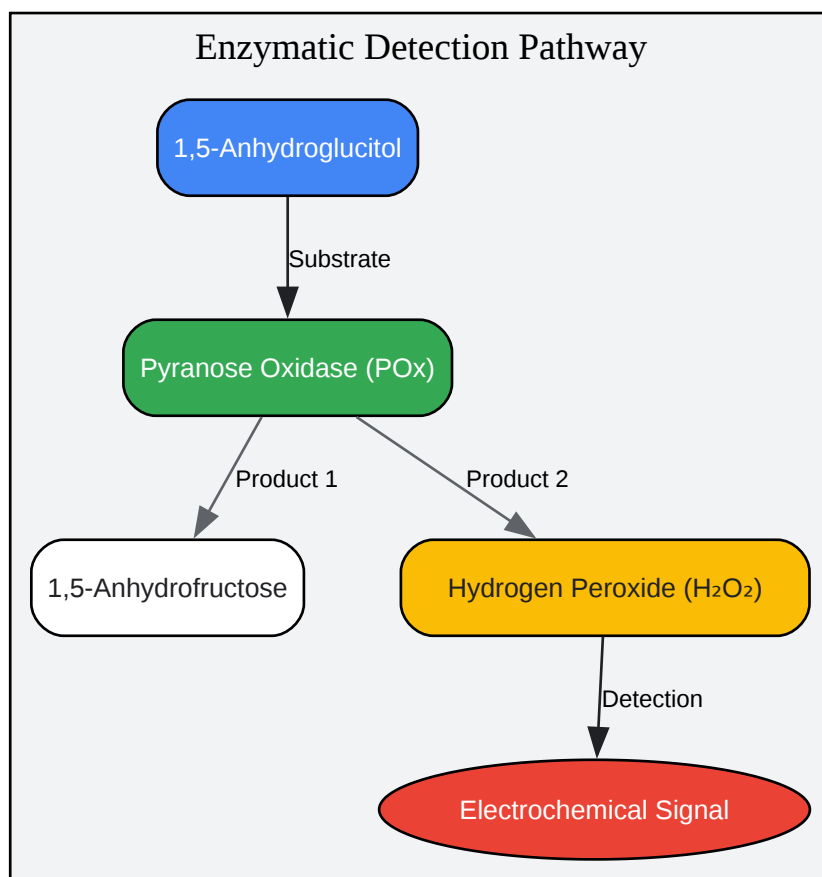 Enzymatic Detection Pathway
1,5-Anhydroglucitol
Substrate
Pyranose Oxidase (POx)
Product 1
Product 2
1,5-Anhydrofructose
Hydrogen Peroxide (H₂O₂)
Detection
Electrochemical Signal